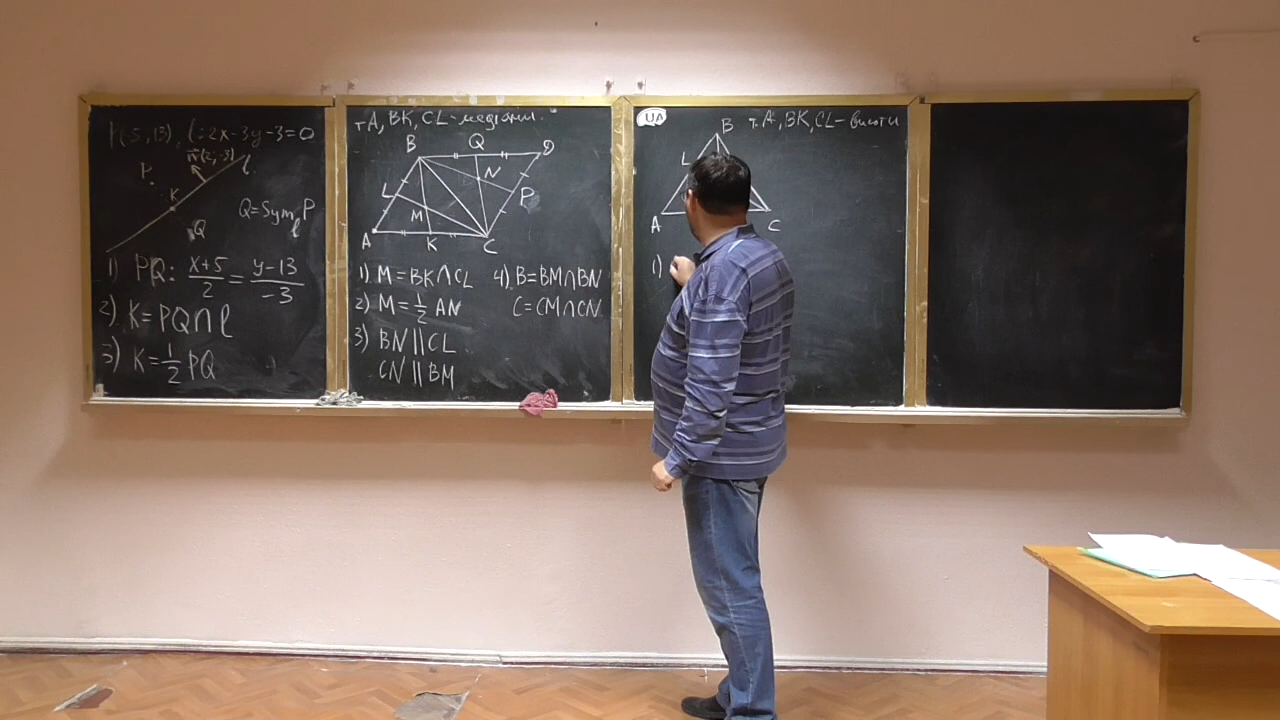 P(5,13), l: 2x-3y-3=0
n(2;-3)
l
P
K
Q
Q=Sym_l P
1) PQ: (x+5)/2 = (y-13)/-3
2) K=PQ∩l
3) K=1/2 PQ
т.А, BK, CL-медіани.
B Q D
N
L P
M
A K C
1) M=BK∩CL
2) M=1/2 AN
3) BN || CL
CN || BM
4) B=BM∩BN
C=CM∩CN
UA
т.А, BK, CL-висоти
B
L
A C
1)